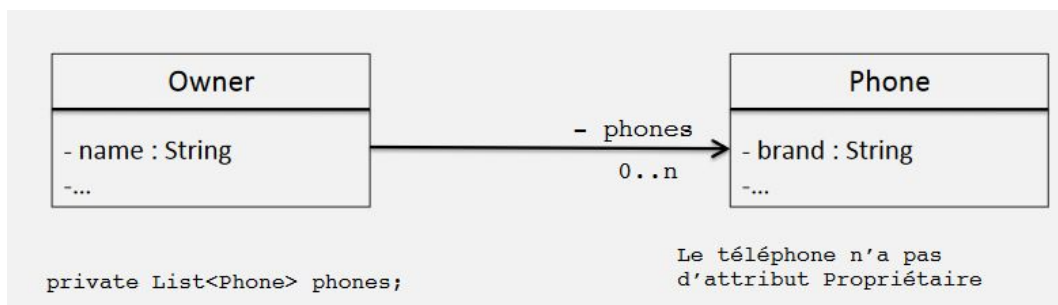 Owner
- name : String
-...
- phones
0..n
Phone
- brand : String
-...
private List<Phone> phones;
Le téléphone n'a pas
d'attribut Propriétaire